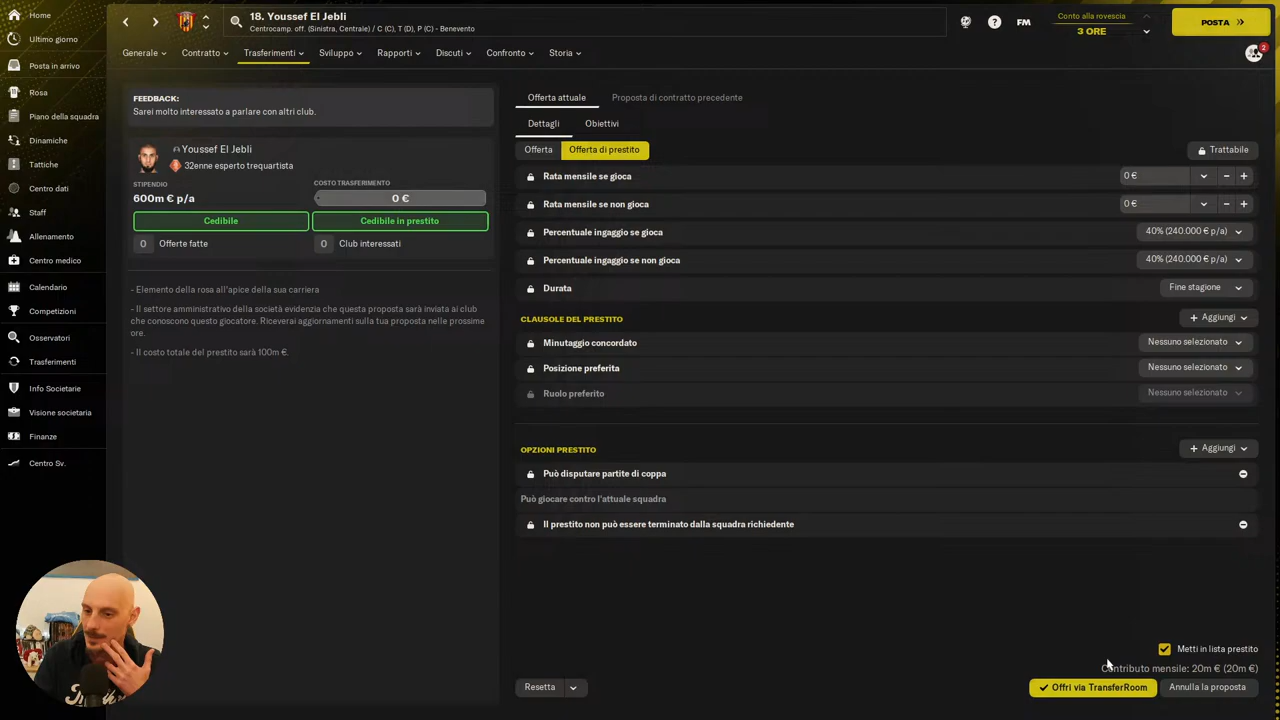 Home
Ultimo giorno
Posta in arrivo
Rosa
Piano della squadra
Dinamiche
Tattiche
Centro dati
Staff
Allenamento
Centro medico
Calendario
Competizioni
Osservatori
Trasferimenti
Info Societarie
Visione societaria
Finanze
Centro Sv.
18. Youssef El Jebli
Centrocamp. off. (Sinistra, Centrale) / C (C), T (D), P (C) - Benevento
FM
Conto alla rovescia
3 ORE
POSTA
2
Generale
Contratto
Trasferimenti
Sviluppo
Rapporti
Discuti
Confronto
Storia
FEEDBACK:
Sarei molto interessato a parlare con altri club.
Youssef El Jebli
32enne esperto trequartista
STIPENDIO
COSTO TRASFERIMENTO
600m € p/a
0 €
Cedibile
Cedibile in prestito
0 Offerte fatte
0 Club interessati
- Elemento della rosa all'apice della sua carriera
- Il settore amministrativo della società evidenzia che questa proposta sarà inviata ai club
che conoscono questo giocatore. Riceverai aggiornamenti sulla tua proposta nelle prossime
ore.
- Il costo totale del prestito sarà 100m €.
Offerta attuale
Proposta di contratto precedente
Dettagli
Obiettivi
Offerta
Offerta di prestito
Trattabile
Rata mensile se gioca
0 €
Rata mensile se non gioca
0 €
Percentuale ingaggio se gioca
40% (240.000 € p/a)
Percentuale ingaggio se non gioca
40% (240.000 € p/a)
Durata
Fine stagione
CLAUSOLE DEL PRESTITO
+ Aggiungi
Minutaggio concordato
Nessuno selezionato
Posizione preferita
Nessuno selezionato
Ruolo preferito
Nessuno selezionato
OPZIONI PRESTITO
+ Aggiungi
Può disputare partite di coppa
Può giocare contro l'attuale squadra
Il prestito non può essere terminato dalla squadra richiedente
Metti in lista prestito
Contributo mensile: 20m € (20m €)
Resetta
Offri via TransferRoom
Annulla la proposta